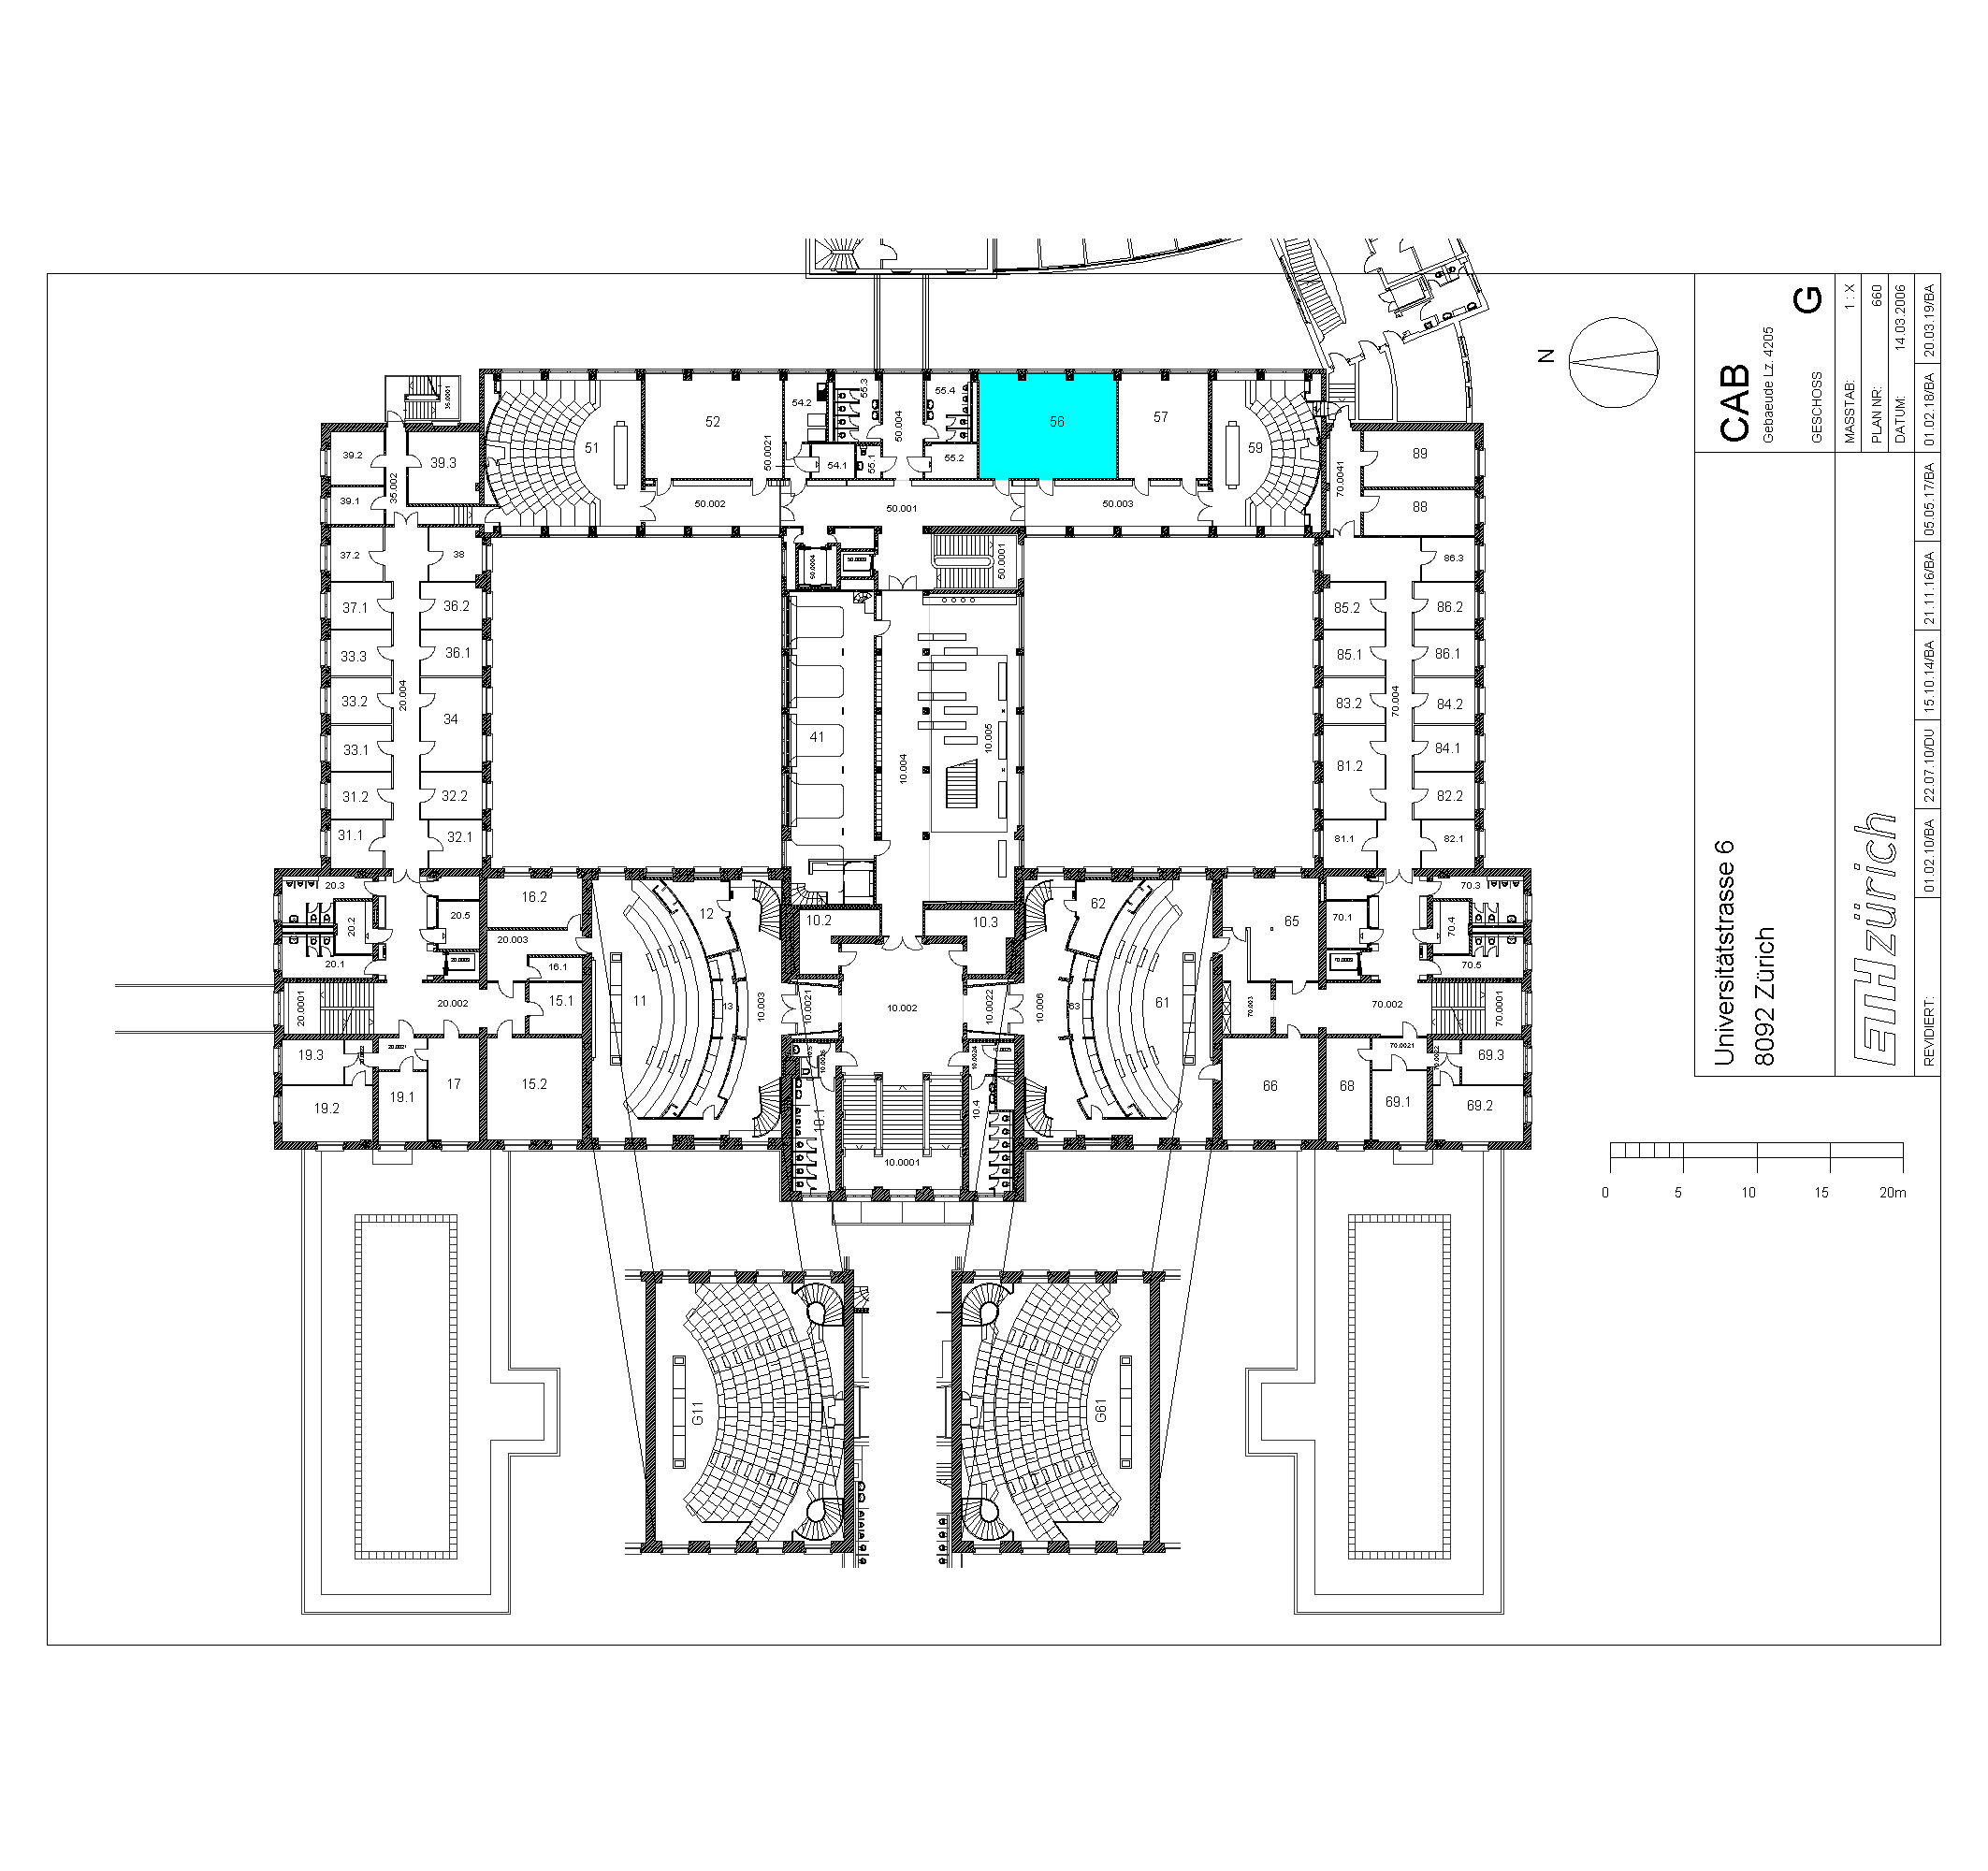 CAB
Gebaeude Lz. 4205
GESCHOSS G
MASSTAB: 1 : X
PLAN NR: 660
DATUM: 14.03.2006
Universitätstrasse 6
8092 Zürich
ETHzürich
REVIDIERT: 01.02.10/BA 22.07.10/DU 15.10.14/BA 21.11.16/BA 05.05.17/BA 01.02.18/BA 20.03.19/BA
N
0 5 10 15 20m
35.0001
39.2 39.3 51 52 54.2 55.3 50.004 55.4 56 57 59 89
39.1 35.002 50.0021 54.1 55.1 55.2 70.0041 88
50.002 50.001 50.003
37.2 38 50.0004 50.0001 86.3
37.1 36.2 85.2 86.2
33.3 36.1 85.1 86.1
33.2 20.004 34 83.2 70.004 84.2
33.1 41 10.004 10.005 81.2 84.1
31.2 32.2 82.2
31.1 32.1 81.1 82.1
20.3 16.2 12 62 65 70.3
20.2 20.5 10.2 10.3 70.1 70.4
20.003
20.1 20.0003 16.1 70.0003 70.5
20.0001 20.002 15.1 11 13 10.003 10.0021 10.002 10.0022 10.006 63 61 70.003 70.002 70.0001
19.3 20.0021 70.0021 70.0022 69.3
19.2 19.1 17 15.2 10.1 10.4 66 68 69.1 69.2
10.0001
G11 G61